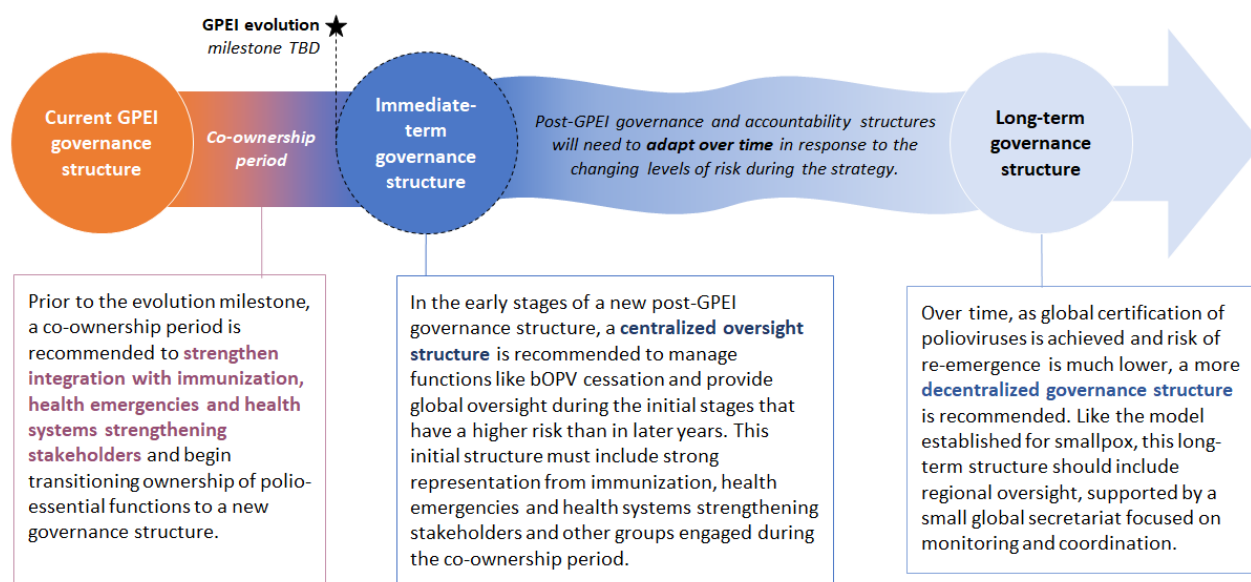 GPEI evolution
milestone TBD
Current GPEI
governance
structure
Co-ownership
period
Immediate-
term
governance
structure
Post-GPEI governance and accountability structures
will need to adapt over time in response to the
changing levels of risk during the strategy.
Long-term
governance
structure
Prior to the evolution milestone,
a co-ownership period is
recommended to strengthen
integration with immunization,
health emergencies and health
systems strengthening
stakeholders and begin
transitioning ownership of polio-
essential functions to a new
governance structure.
In the early stages of a new post-GPEI
governance structure, a centralized oversight
structure is recommended to manage
functions like bOPV cessation and provide
global oversight during the initial stages that
have a higher risk than in later years. This
initial structure must include strong
representation from immunization, health
emergencies and health systems strengthening
stakeholders and other groups engaged during
the co-ownership period.
Over time, as global certification of
polioviruses is achieved and risk of
re-emergence is much lower, a more
decentralized governance structure
is recommended. Like the model
established for smallpox, this long-
term structure should include
regional oversight, supported by a
small global secretariat focused on
monitoring and coordination.